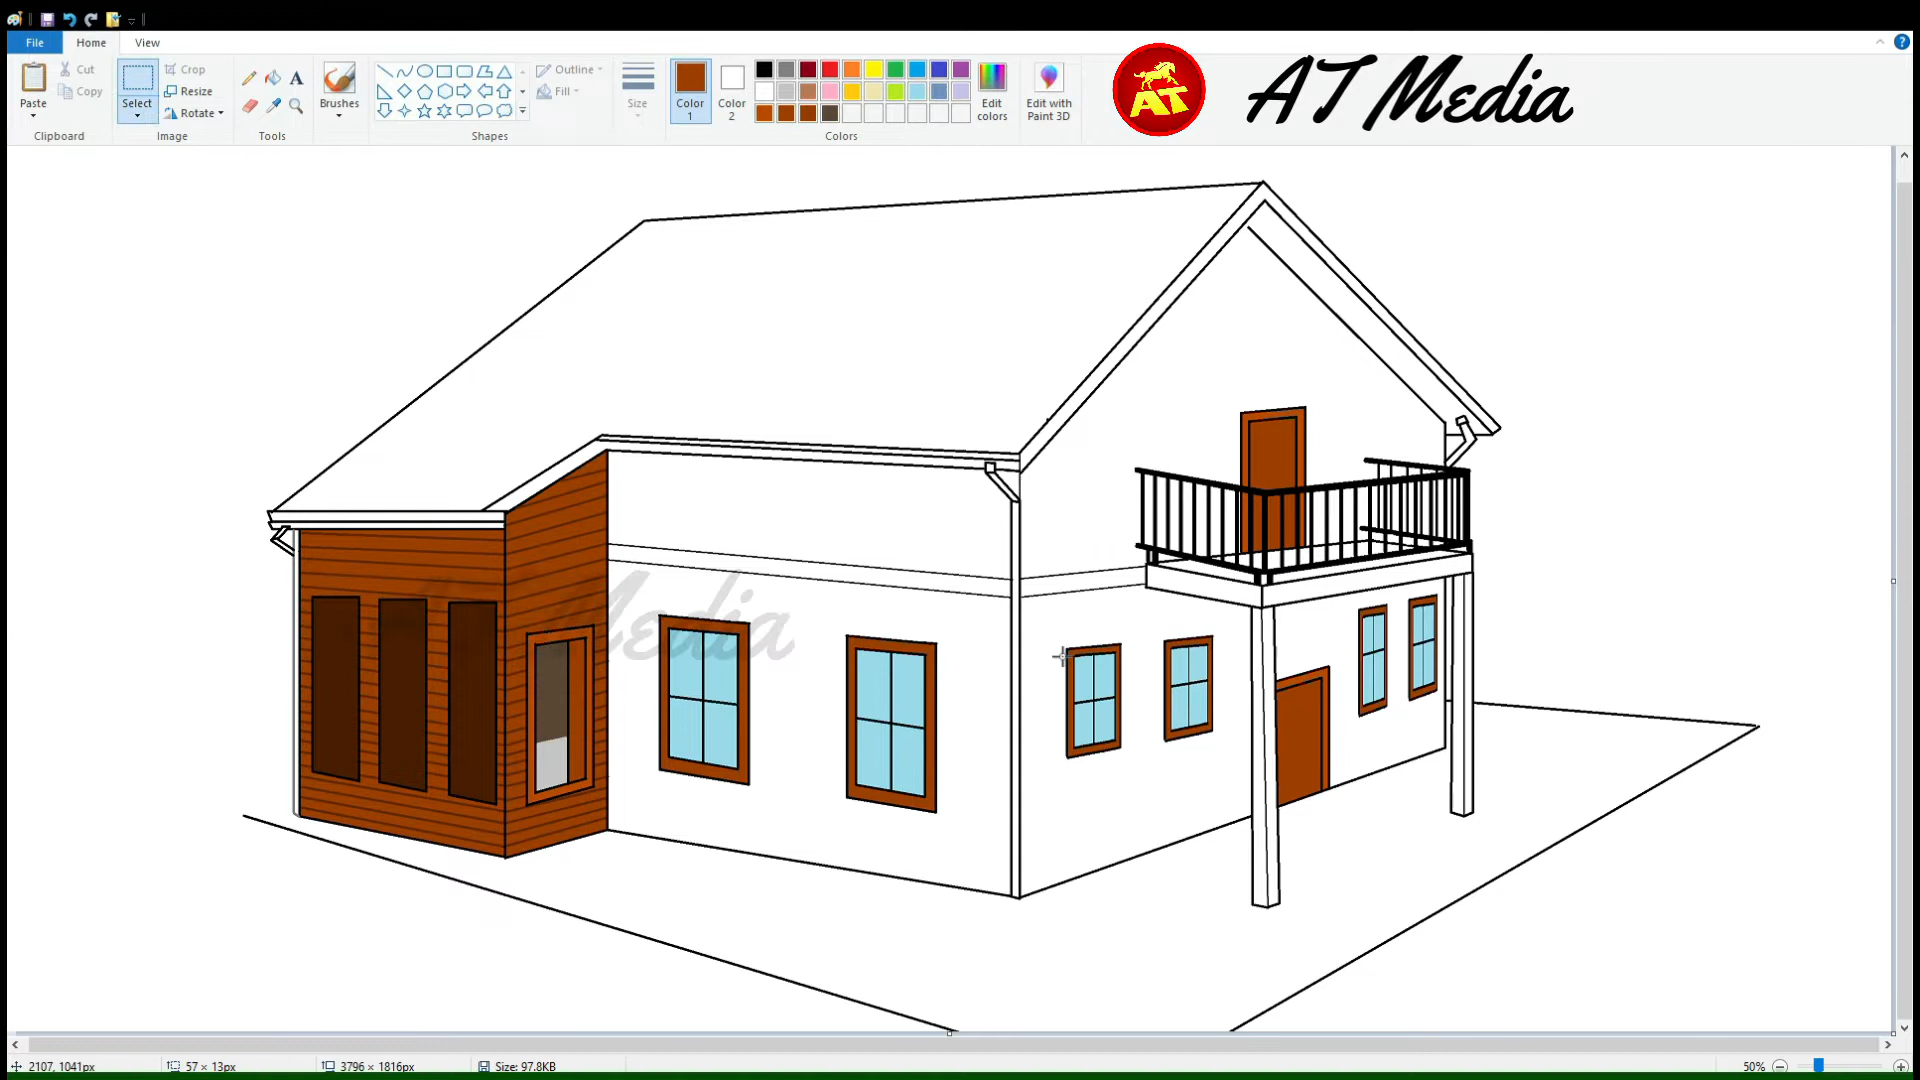 File Home View
Paste Cut Copy Clipboard
Select Crop Resize Rotate Image
Tools
Brushes
Shapes
Outline Fill
Size
Color 1
Color 2
Edit colors
Colors
Edit with Paint 3D
AT
AT Media
AT Media
2107, 1041px 57 × 13px 3796 × 1816px Size: 97.8KB 50%